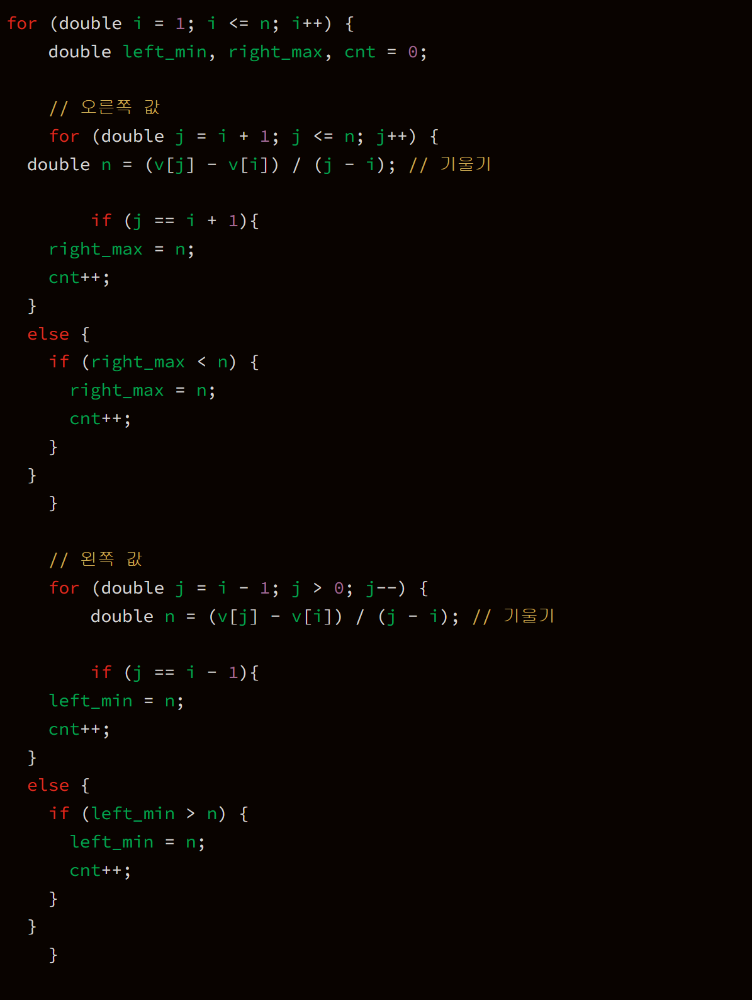 for (double i = 1; i <= n; i++) {
    double left_min, right_max, cnt = 0;

    // 오른쪽 값
    for (double j = i + 1; j <= n; j++) {
  double n = (v[j] - v[i]) / (j - i); // 기울기

        if (j == i + 1){
    right_max = n;
    cnt++;
  }
  else {
    if (right_max < n) {
      right_max = n;
      cnt++;
    }
  }
    }

    // 왼쪽 값
    for (double j = i - 1; j > 0; j--) {
        double n = (v[j] - v[i]) / (j - i); // 기울기

        if (j == i - 1){
    left_min = n;
    cnt++;
  }
  else {
    if (left_min > n) {
      left_min = n;
      cnt++;
    }
  }
    }